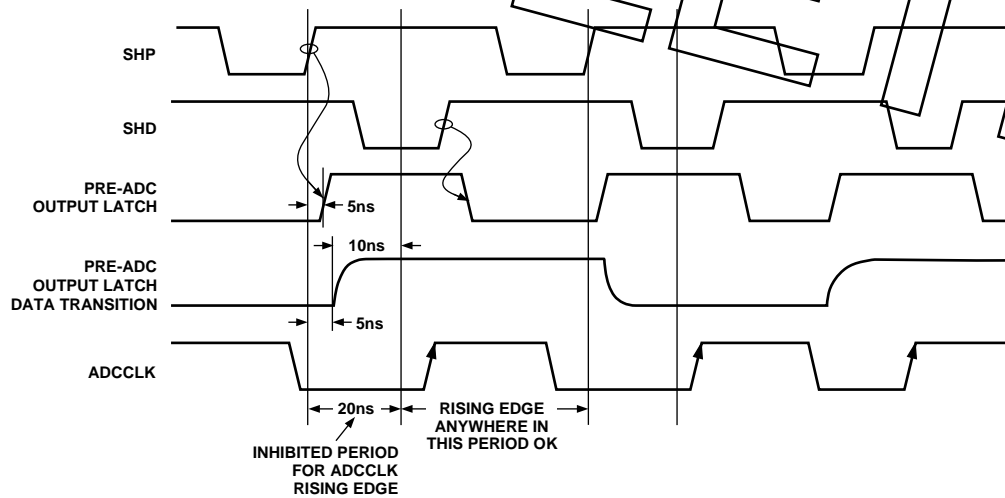 SHP
SHD
PRE-ADC
OUTPUT LATCH
5ns
10ns
PRE-ADC
OUTPUT LATCH
DATA TRANSITION
5ns
ADCCLK
20ns
RISING EDGE
ANYWHERE IN
THIS PERIOD OK
INHIBITED PERIOD
FOR ADCCLK
RISING EDGE